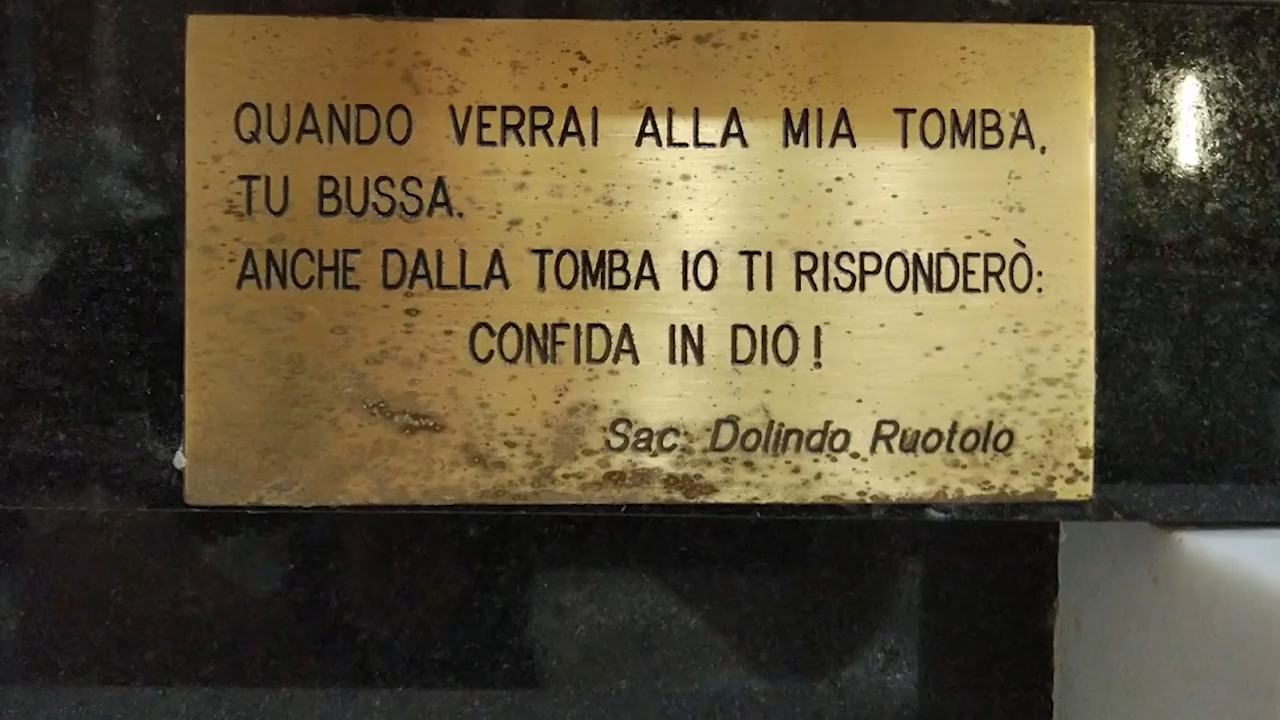 QUANDO VERRAI ALLA MIA TOMBA,
TU BUSSA.
ANCHE DALLA TOMBA IO TI RISPONDERÒ:
CONFIDA IN DIO!
Sac. Dolindo Ruotolo